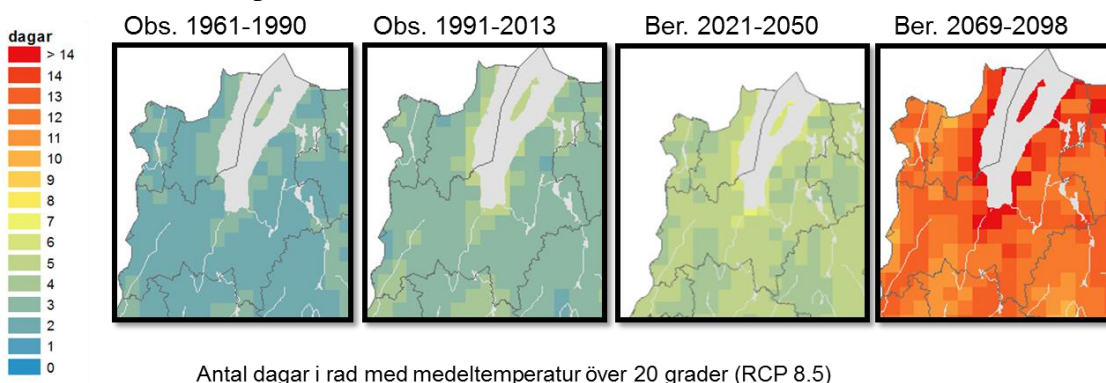 Obs. 1961-1990
Obs. 1991-2013
Ber. 2021-2050
Ber. 2069-2098
dagar
> 14
14
13
12
11
10
9
8
7
6
5
4
3
2
1
0
Antal dagar i rad med medeltemperatur över 20 grader (RCP 8.5)